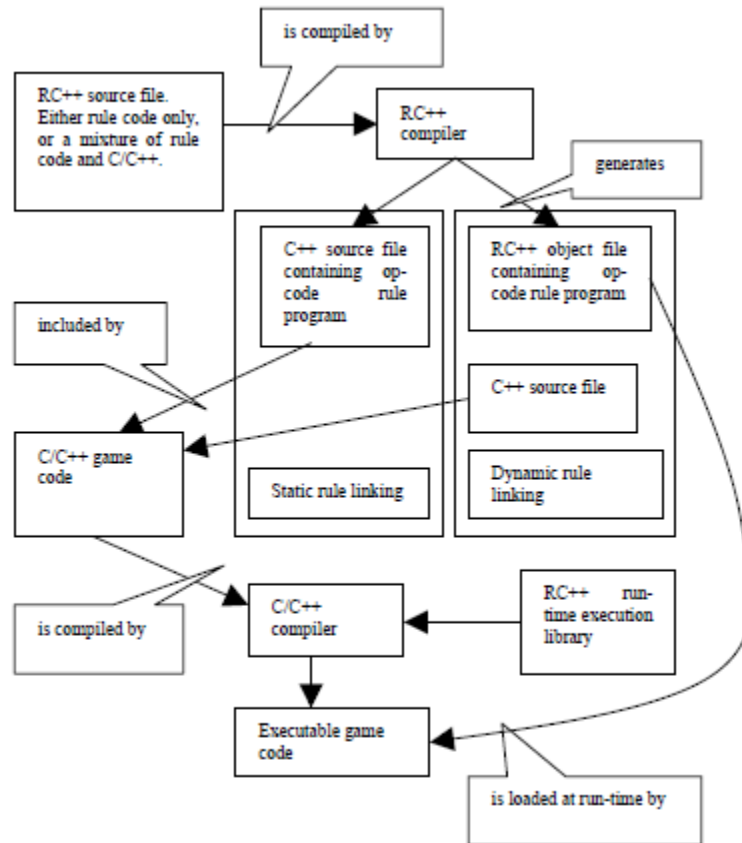 is compiled by
RC++ source file.
Either rule code only,
or a mixture of rule
code and C/C++.
RC++
compiler
generates
C++ source file
containing op-
code rule
program
RC++ object file
containing op-
code rule program
included by
C++ source file
C/C++ game
code
Static rule linking
Dynamic rule
linking
is compiled by
C/C++
compiler
RC++ run-
time execution
library
Executable game
code
is loaded at run-time by